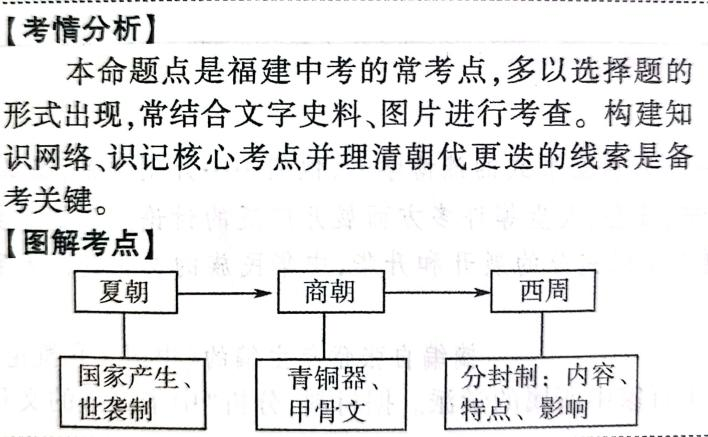 【考情分析】
本命题点是福建中考的常考点,多以选择题的
形式出现,常结合文字史料、图片进行考查。构建知
识网络、识记核心考点并理清朝代更迭的线索是备
考关键。
【图解考点】
夏朝 商朝 西周
国家产生、 青铜器、 分封制：内容、
世袭制 甲骨文 特点、影响